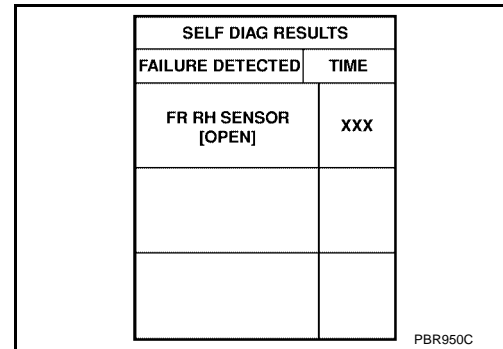 SELF DIAG RESULTS
FAILURE DETECTED TIME
FR RH SENSOR
[OPEN] XXX
PBR950C